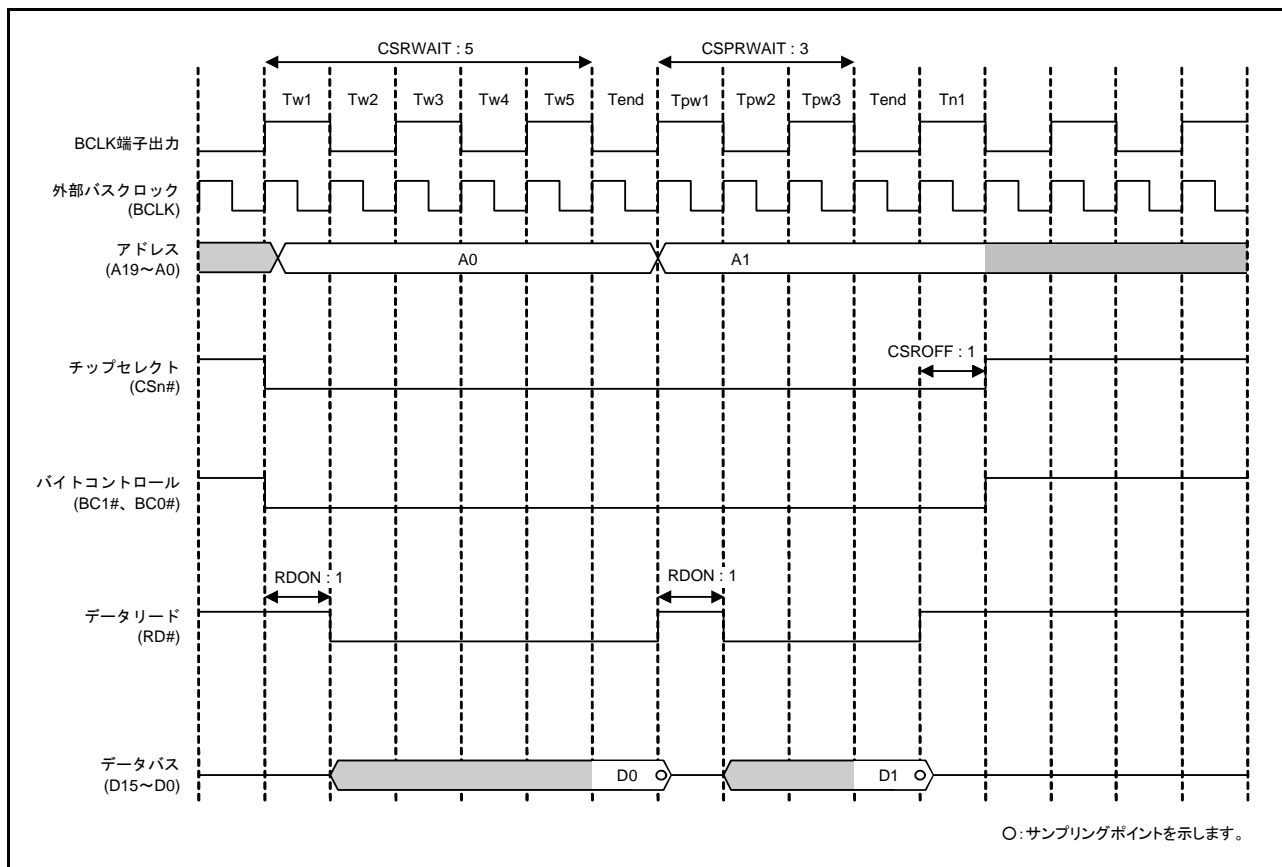 CSRWAIT : 5
CSPRWAIT : 3
Tw1 Tw2 Tw3 Tw4 Tw5 Tend Tpw1 Tpw2 Tpw3 Tend Tn1
BCLK端子出力
外部バスクロック
(BCLK)
アドレス
(A19～A0)
A0
A1
チップセレクト
(CSn#)
CSROFF : 1
バイトコントロール
(BC1#、BC0#)
RDON : 1
RDON : 1
データリード
(RD#)
データバス
(D15～D0)
D0
D1
○：サンプリングポイントを示します。